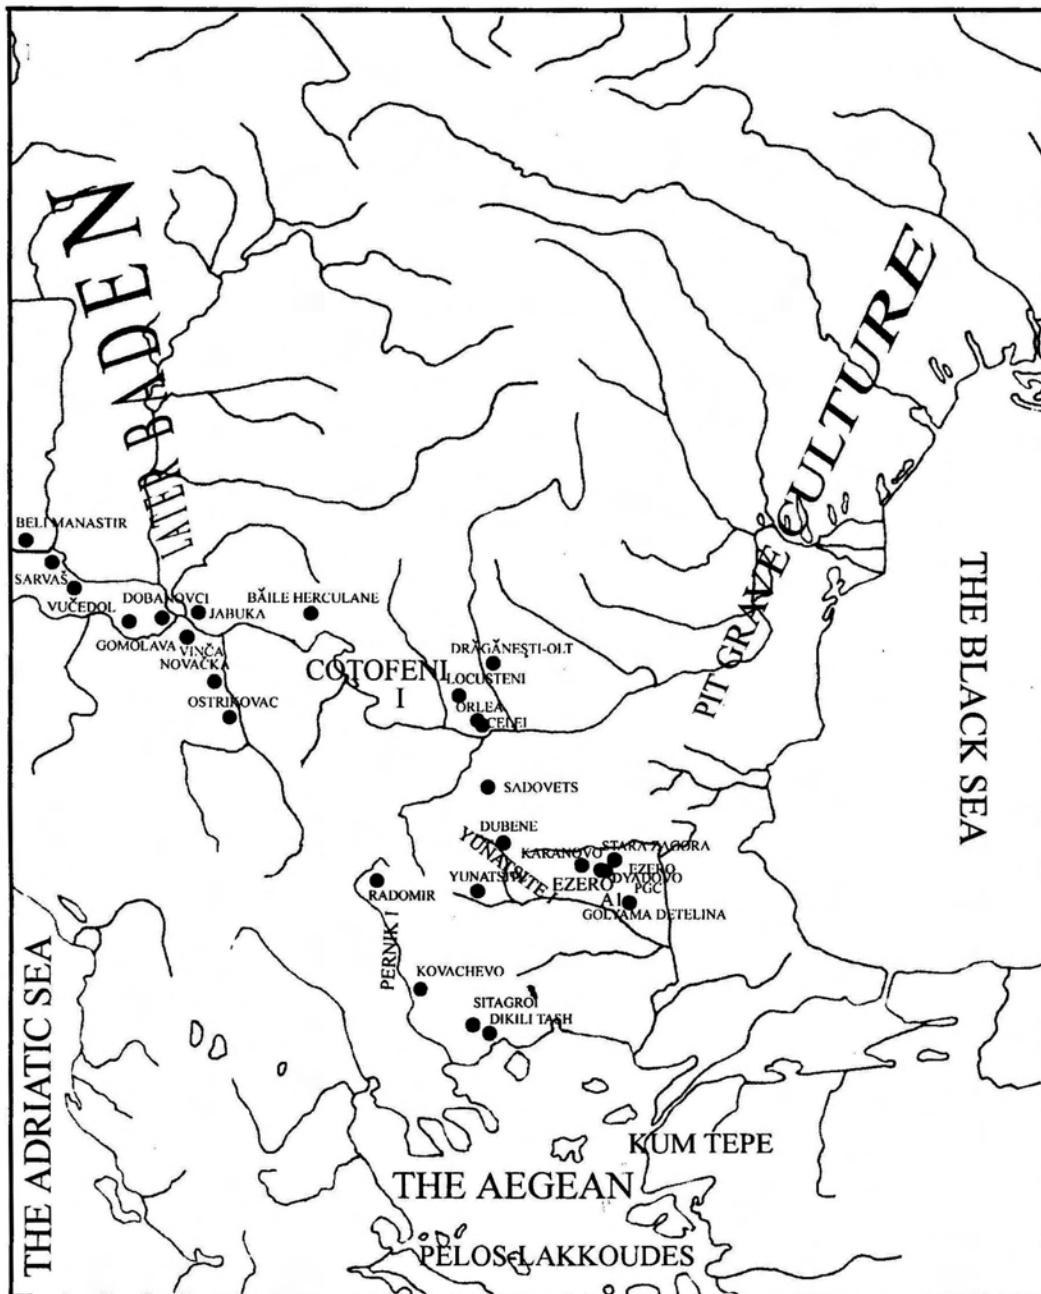 LATER BADEN
PIT GRAVE CULTURE
BELI MANASTIR
SARVAŠ
VUČEDOL
DOBANOVCI
GOMOLAVA
JABUKA
VINČA
NOVAČKA
OSTRIKOVAC
BĂILE HERCULANE
COTOFENI
I
DRĂGĂNEȘTI-OLT
LOCUSTENI
ORLEA
CELEI
THE BLACK SEA
SADOVETS
DUBENE
YUNATSITE I
YUNATSITE
KARANOVO
STARA ZAGORA
EZERO
DYADOVO
EZERO
A1
PGC
GOLYAMA DETELINA
RADOMIR
PERNIK I
KOVACHEVO
SITAGROI
DIKILI TASH
THE ADRIATIC SEA
KUM TEPE
THE AEGEAN
PELOS-LAKKOUDES